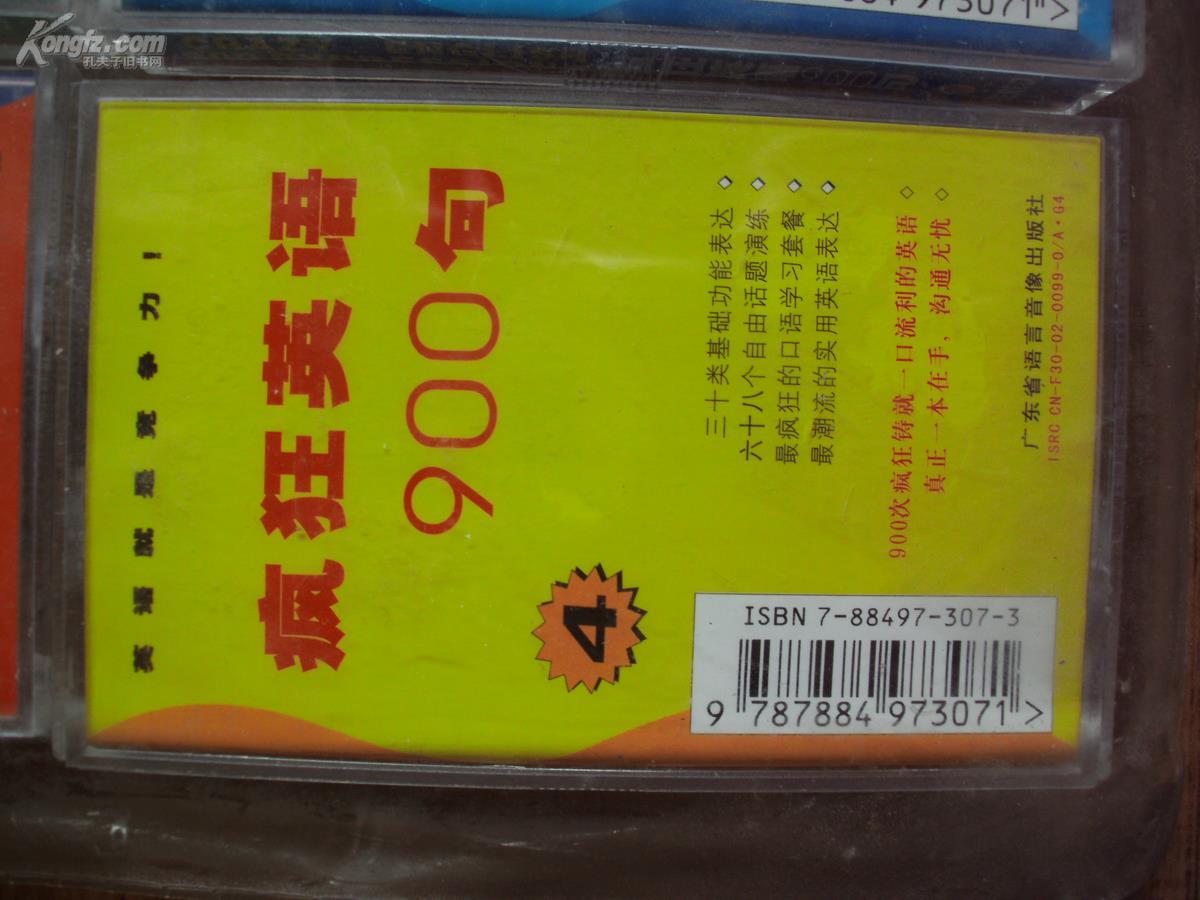 Kongfz.com
孔夫子旧书网
973071">
英语就是竞争力!
疯狂英语
900句
4
◇三十类基础功能表达
◇六十八个自由话题演练
◇最疯狂的口语学习套餐
◇最潮流的实用英语表达
◇900次疯狂铸就一口流利的英语
◇真正一本在手,沟通无忧
广东省语言音像出版社
ISRC CN-F30-02-0099-0/A·G4
ISBN 7-88497-307-3
9 787884 973071>